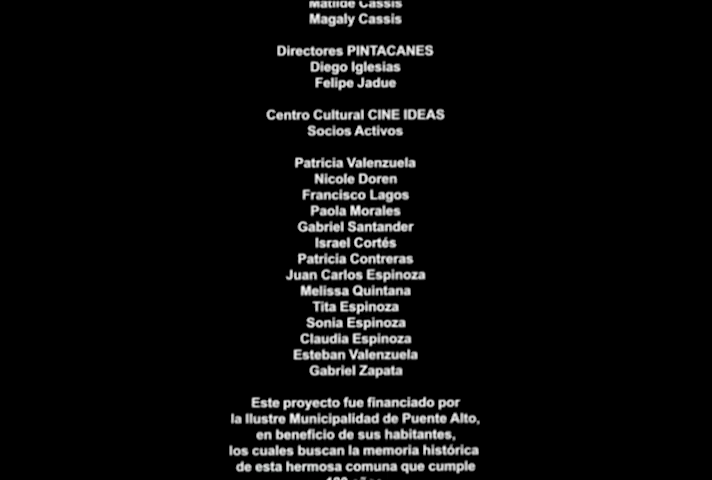 Matilde Cassis
Magaly Cassis
Directores PINTACANES
Diego Iglesias
Felipe Jadue
Centro Cultural CINE IDEAS
Socios Activos
Patricia Valenzuela
Nicole Doren
Francisco Lagos
Paola Morales
Gabriel Santander
Israel Cortés
Patricia Contreras
Juan Carlos Espinoza
Melissa Quintana
Tita Espinoza
Sonia Espinoza
Claudia Espinoza
Esteban Valenzuela
Gabriel Zapata
Este proyecto fue financiado por
la Ilustre Municipalidad de Puente Alto,
en beneficio de sus habitantes,
los cuales buscan la memoria histórica
de esta hermosa comuna que cumple